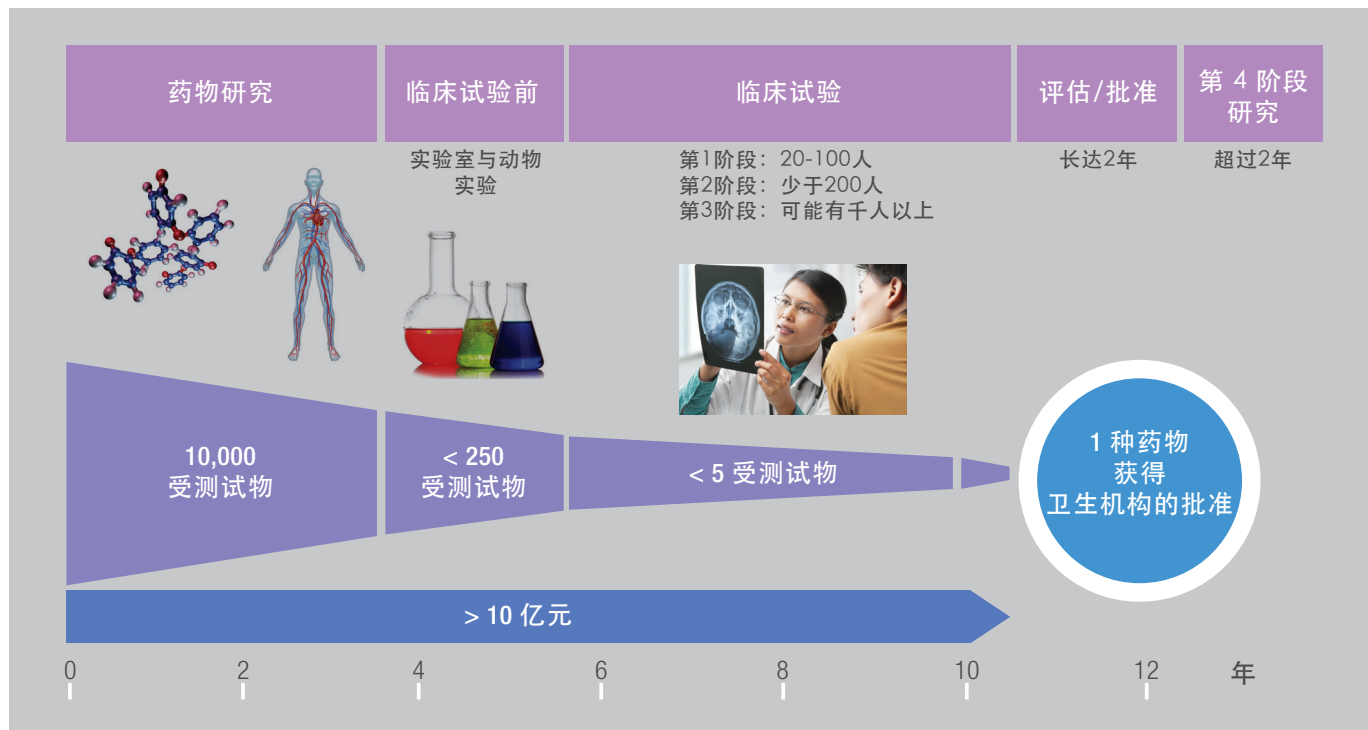 药物研究
临床试验前
临床试验
评估/批准
第 4 阶段
研究
实验室与动物
实验
第1阶段：20-100人
第2阶段：少于200人
第3阶段：可能有千人以上
长达2年
超过2年
10,000
受测试物
< 250
受测试物
< 5 受测试物
1 种药物
获得
卫生机构的批准
> 10 亿元
0 2 4 6 8 10 12 年